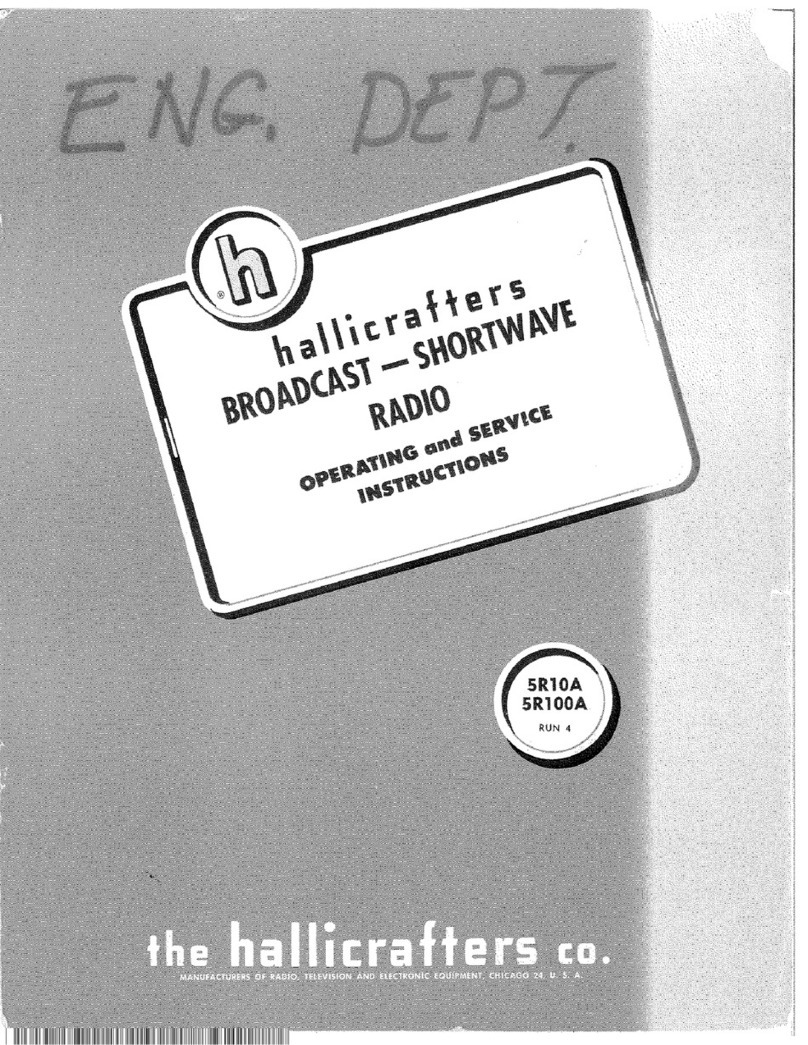 ENG. DEPT.
h
®
hallicrafters
BROADCAST — SHORTWAVE
RADIO
OPERATING and SERVICE
INSTRUCTIONS
5R10A
5R100A
RUN 4
the hallicrafters co.
MANUFACTURERS OF RADIO, TELEVISION AND ELECTRONIC EQUIPMENT, CHICAGO 24, U. S. A.